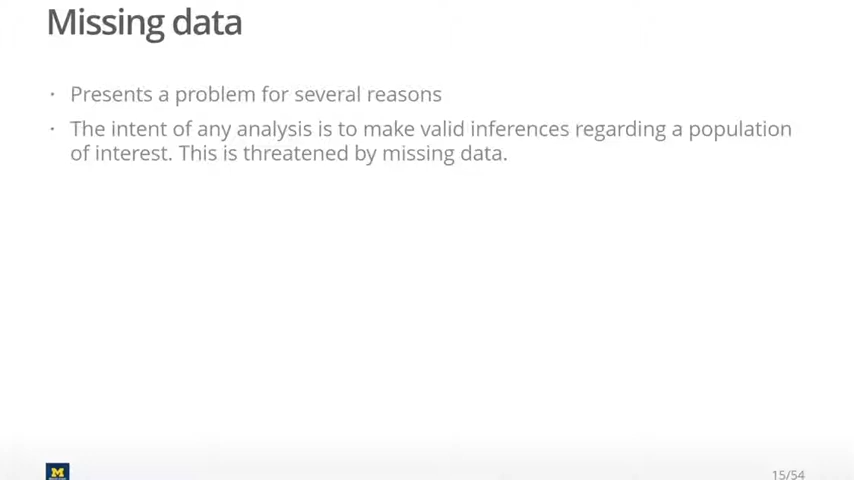 Missing data
· Presents a problem for several reasons
· The intent of any analysis is to make valid inferences regarding a population
of interest. This is threatened by missing data.
M
15/54